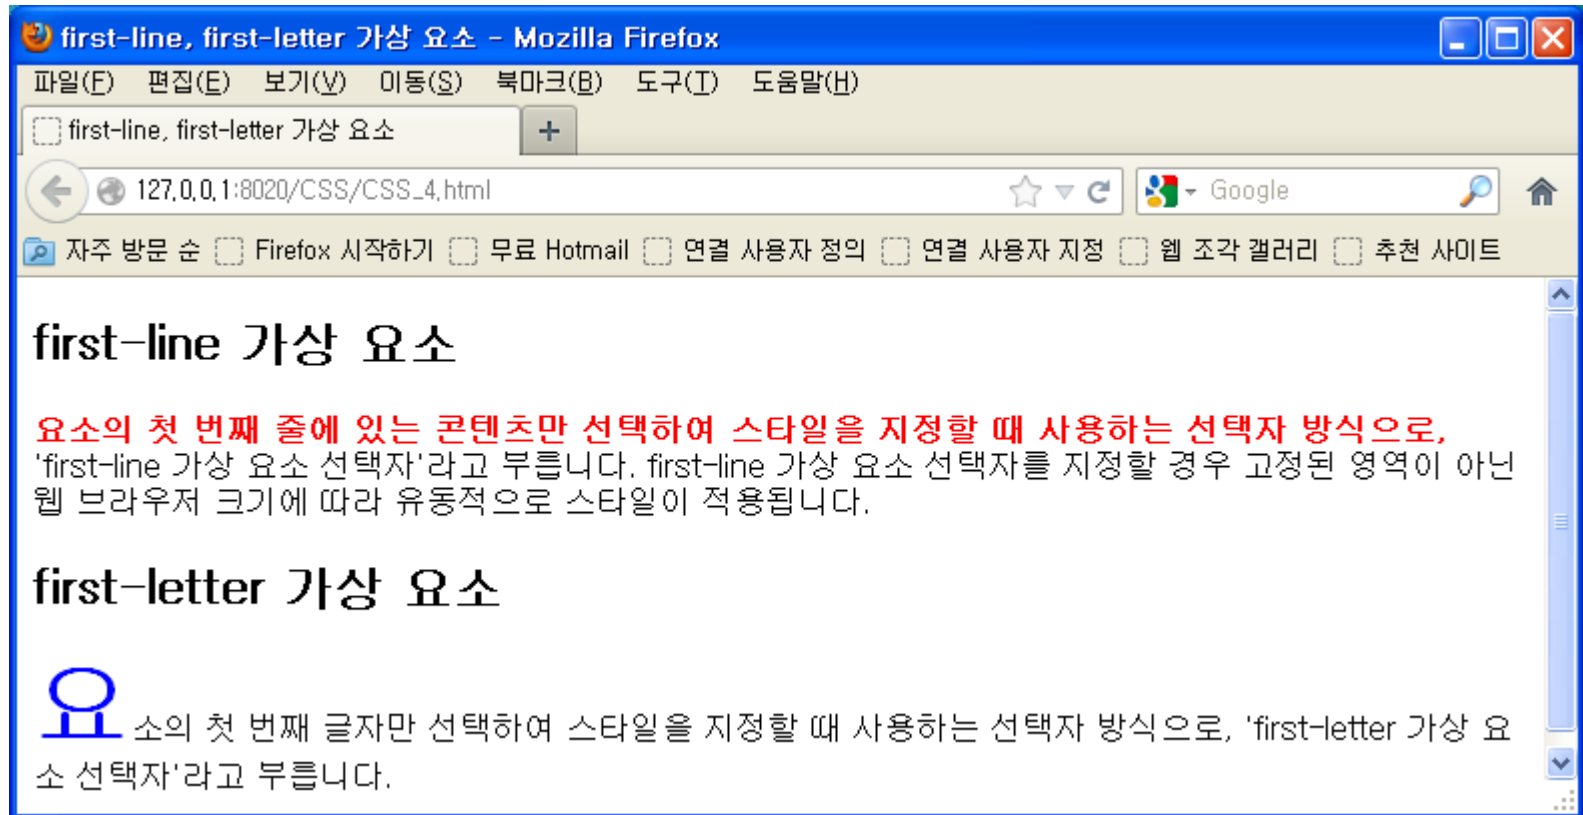 first-line, first-letter 가상 요소 - Mozilla Firefox
파일(F) 편집(E) 보기(V) 이동(S) 북마크(B) 도구(T) 도움말(H)
first-line, first-letter 가상 요소 +
127.0.0.1:8020/CSS/CSS_4.html Google
자주 방문 순 Firefox 시작하기 무료 Hotmail 연결 사용자 정의 연결 사용자 지정 웹 조각 갤러리 추천 사이트
first-line 가상 요소
요소의 첫 번째 줄에 있는 콘텐츠만 선택하여 스타일을 지정할 때 사용하는 선택자 방식으로,
'first-line 가상 요소 선택자'라고 부릅니다. first-line 가상 요소 선택자를 지정할 경우 고정된 영역이 아닌
웹 브라우저 크기에 따라 유동적으로 스타일이 적용됩니다.
first-letter 가상 요소
요소의 첫 번째 글자만 선택하여 스타일을 지정할 때 사용하는 선택자 방식으로, 'first-letter 가상 요
소 선택자'라고 부릅니다.